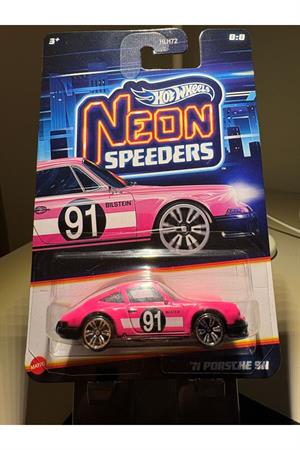 3+
HLH72
8:8
Hot Wheels
NEON
SPEEDERS
BILSTEIN
91
91
MATTEL
'71 PORSCHE 911